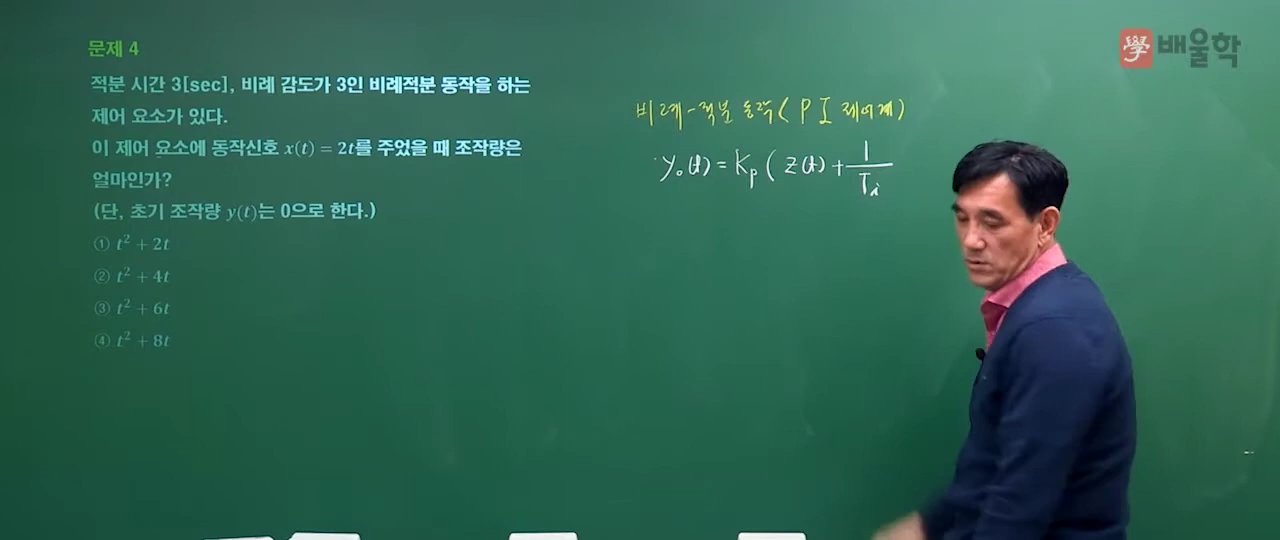 學 배울학
문제 4
적분 시간 3[sec], 비례 감도가 3인 비례적분 동작을 하는
제어 요소가 있다.
이 제어 요소에 동작신호 x(t) = 2t를 주었을 때 조작량은
얼마인가?
(단, 초기 조작량 y(t)는 0으로 한다.)
① t² + 2t
② t² + 4t
③ t² + 6t
④ t² + 8t
비례-적분 동작( P I 제어계)
y₀(t) = Kp ( z(t) + 1/Ti